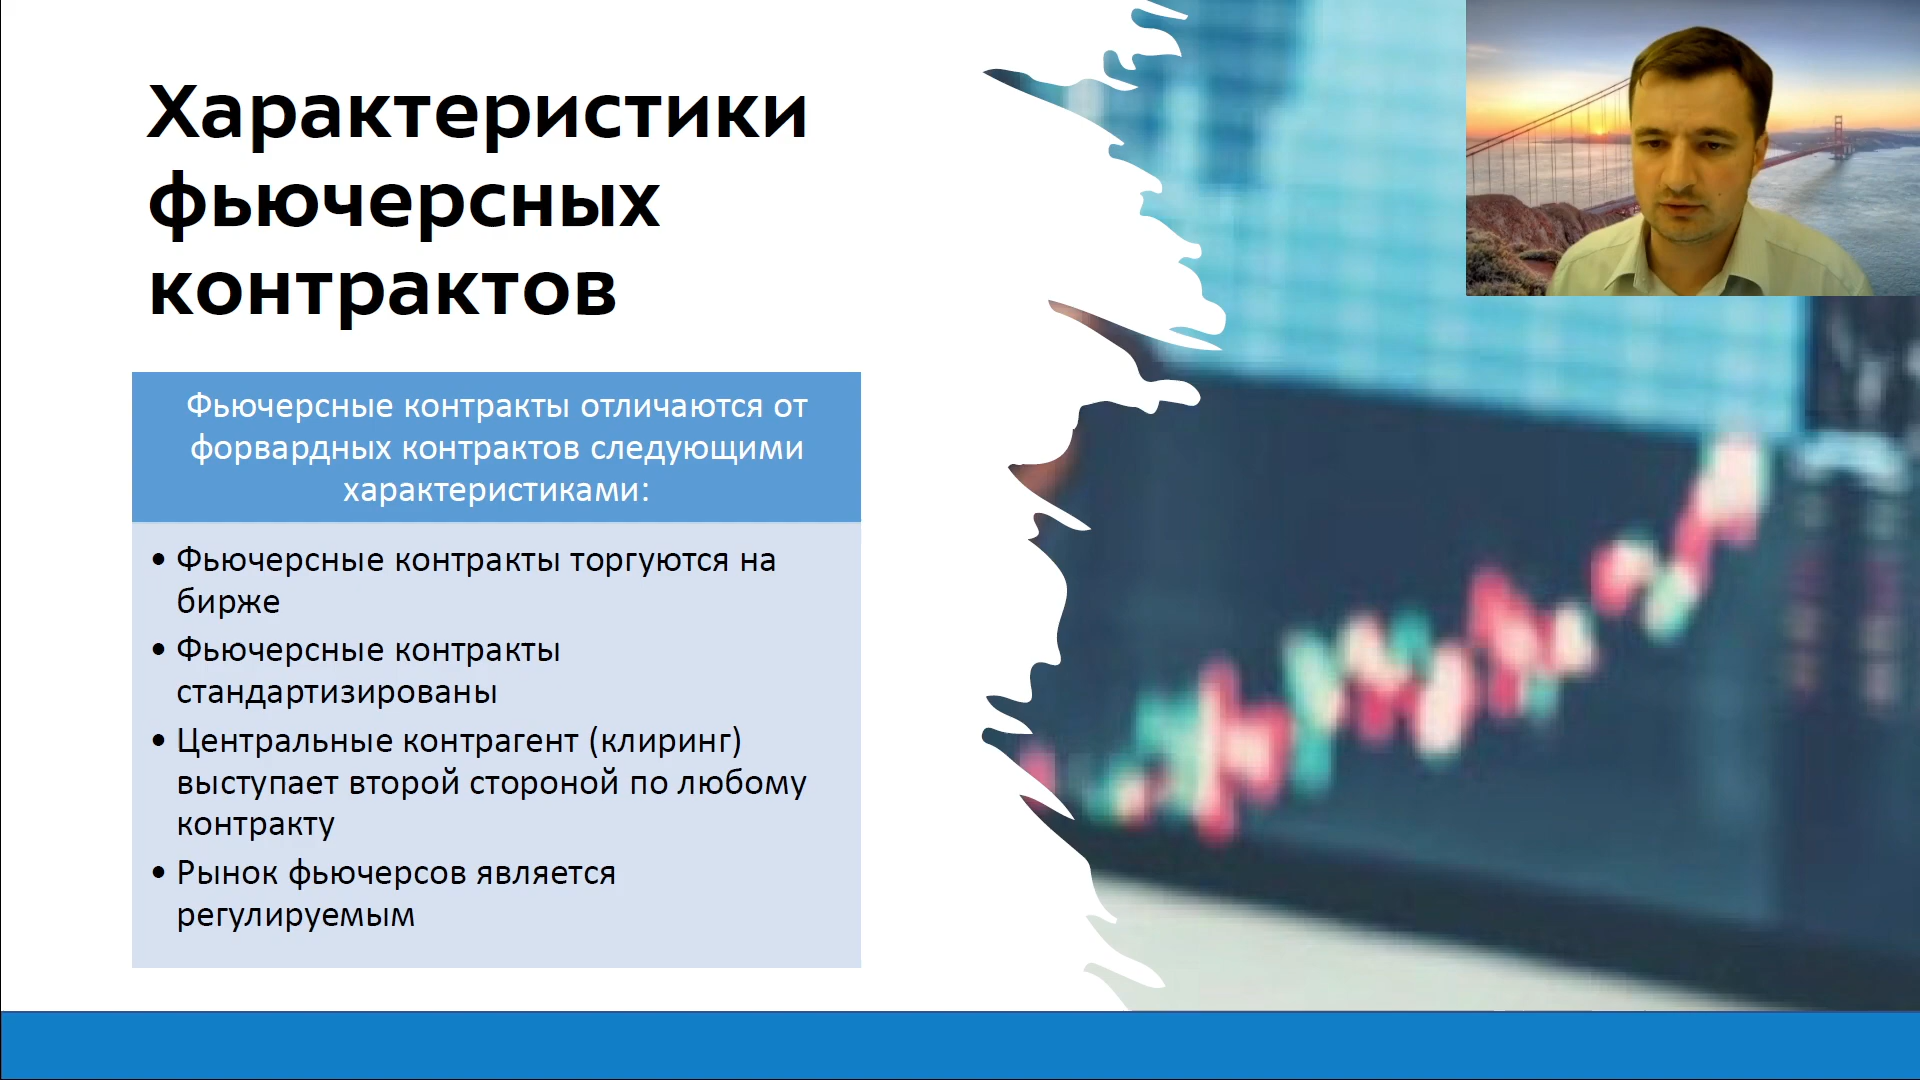 Характеристики
фьючерсных
контрактов
Фьючерсные контракты отличаются от
форвардных контрактов следующими
характеристиками:
• Фьючерсные контракты торгуются на
бирже
• Фьючерсные контракты
стандартизированы
• Центральные контрагент (клиринг)
выступает второй стороной по любому
контракту
• Рынок фьючерсов является
регулируемым